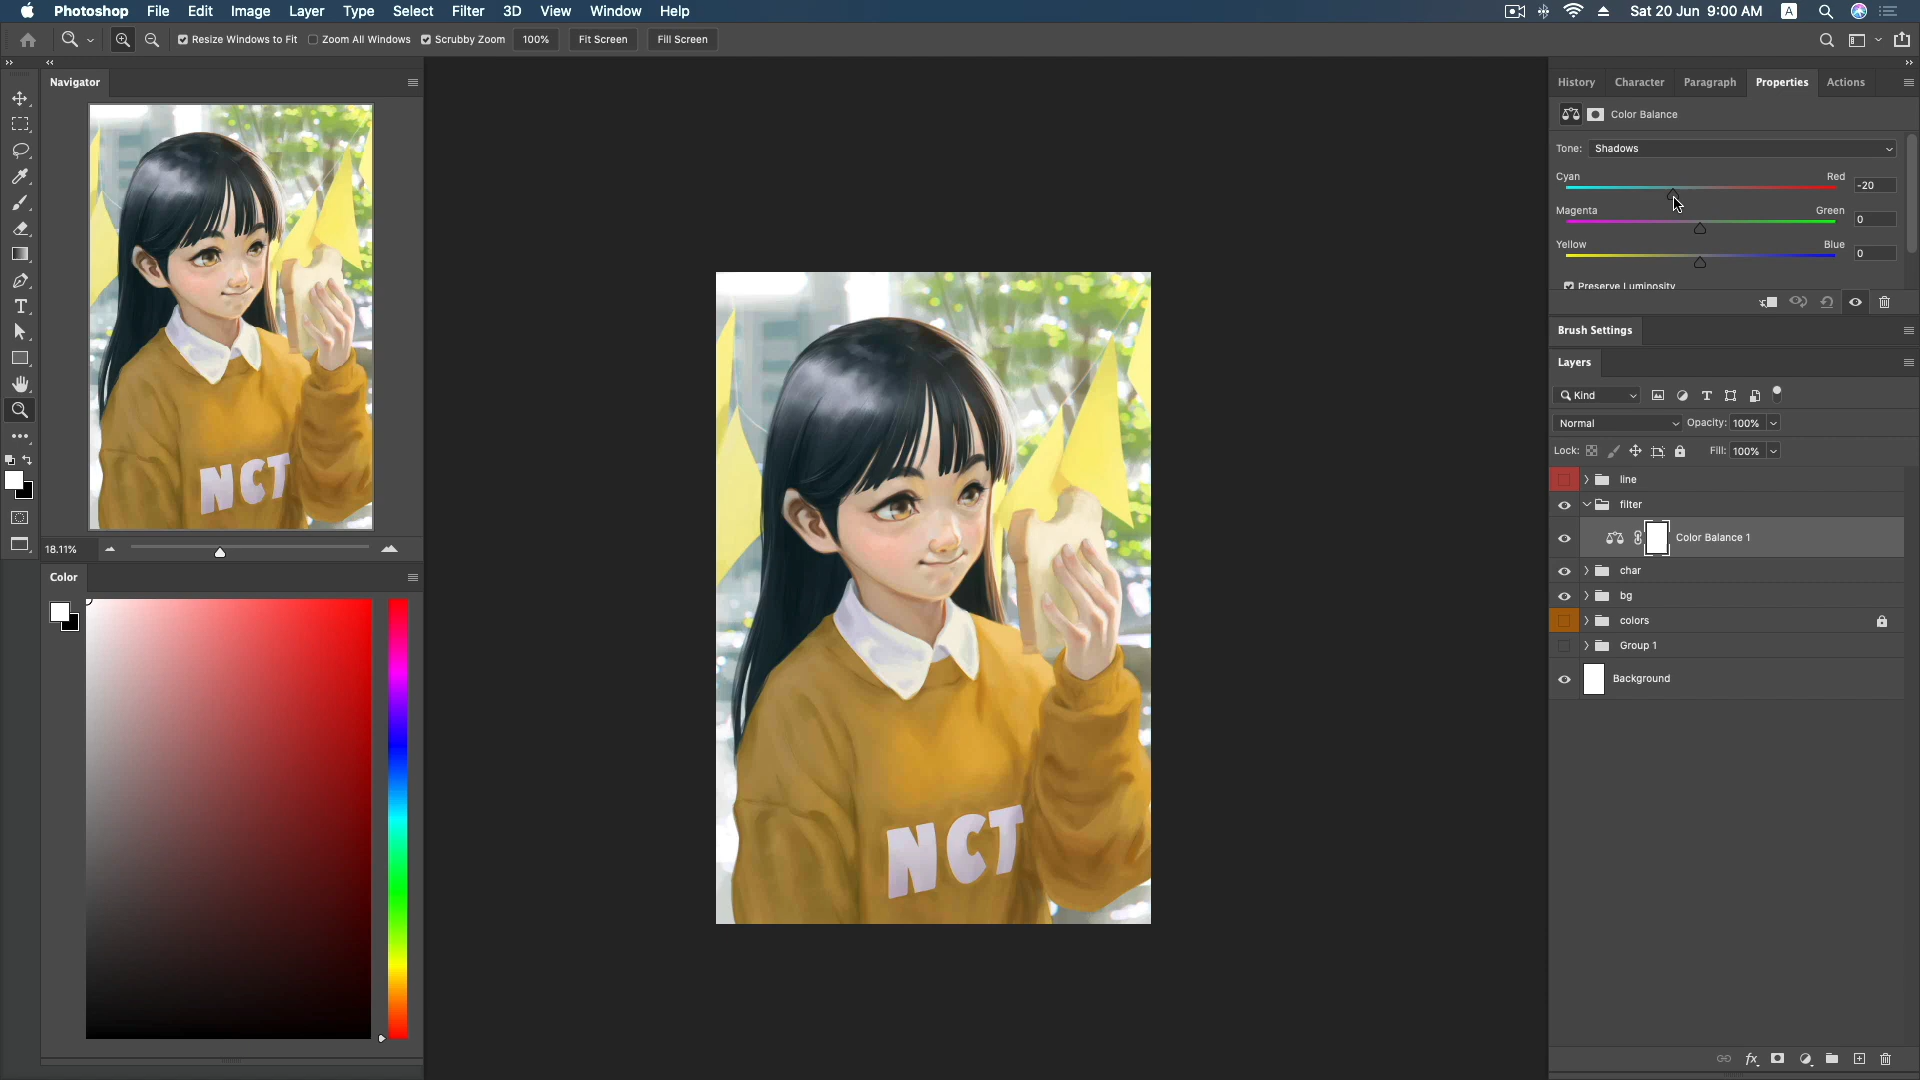 Photoshop File Edit Image Layer Type Select Filter 3D View Window Help Sat 20 Jun 9:00 AM A
Resize Windows to Fit Zoom All Windows Scrubby Zoom 100% Fit Screen Fill Screen
Navigator
18.11%
Color
NCT
NCT
History Character Paragraph Properties Actions
Color Balance
Tone: Shadows
Cyan Red -20
Magenta Green 0
Yellow Blue 0
Preserve Luminosity
Brush Settings
Layers
Kind
Normal Opacity: 100%
Lock: Fill: 100%
line
filter
Color Balance 1
char
bg
colors
Group 1
Background